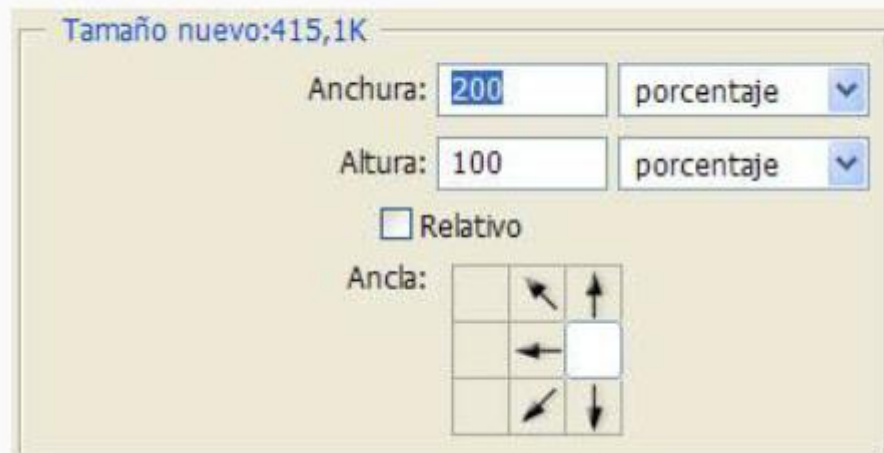 Tamaño nuevo:415,1K
Anchura: 200 porcentaje
Altura: 100 porcentaje
Relativo
Ancla: